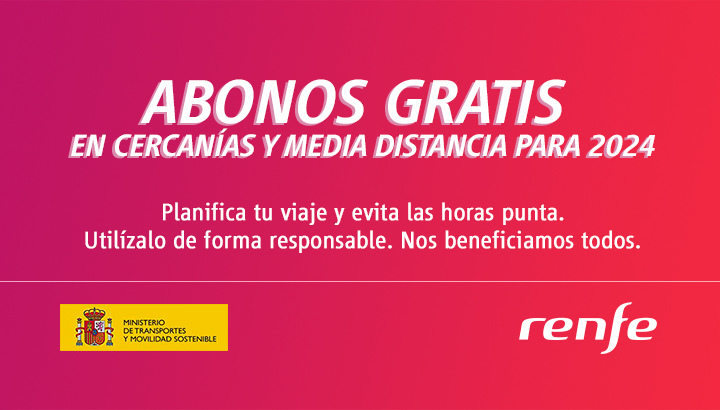 ABONOS GRATIS
EN CERCANÍAS Y MEDIA DISTANCIA PARA 2024
Planifica tu viaje y evita las horas punta.
Utilízalo de forma responsable. Nos beneficiamos todos.
MINISTERIO
DE TRANSPORTES
Y MOVILIDAD SOSTENIBLE
renfe